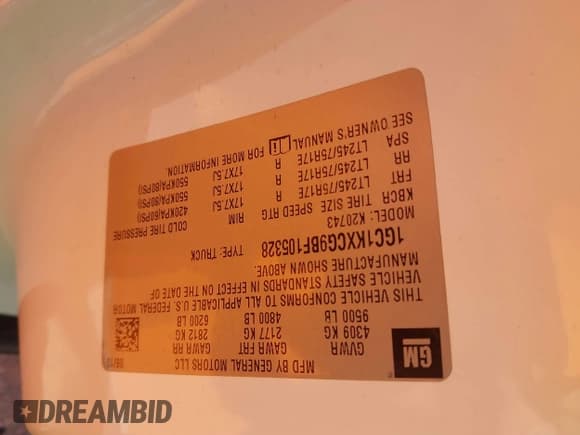 GM
MFD BY GENERAL MOTORS LLC
GVWR GAWR FRT GAWR RR
4309 KG 2177 KG 2812 KG
9500 LB 4800 LB 6200 LB
THIS VEHICLE CONFORMS TO ALL APPLICABLE U.S. FEDERAL MOTOR
VEHICLE SAFETY STANDARDS IN EFFECT ON THE DATE OF
MANUFACTURE SHOWN ABOVE.
1GC1KXCG9BF105328 TYPE: TRUCK
MODEL: K20743
KBCR TIRE SIZE SPEED RTG RIM COLD TIRE PRESSURE
FRT LT245/75R17E R 17X7.5J 420KPA(60PSI)
RR LT245/75R17E R 17X7.5J 550KPA(80PSI)
SPA LT245/75R17E R 17X7.5J 550KPA(80PSI)
SEE OWNER'S MANUAL FOR MORE INFORMATION.
DREAMBID